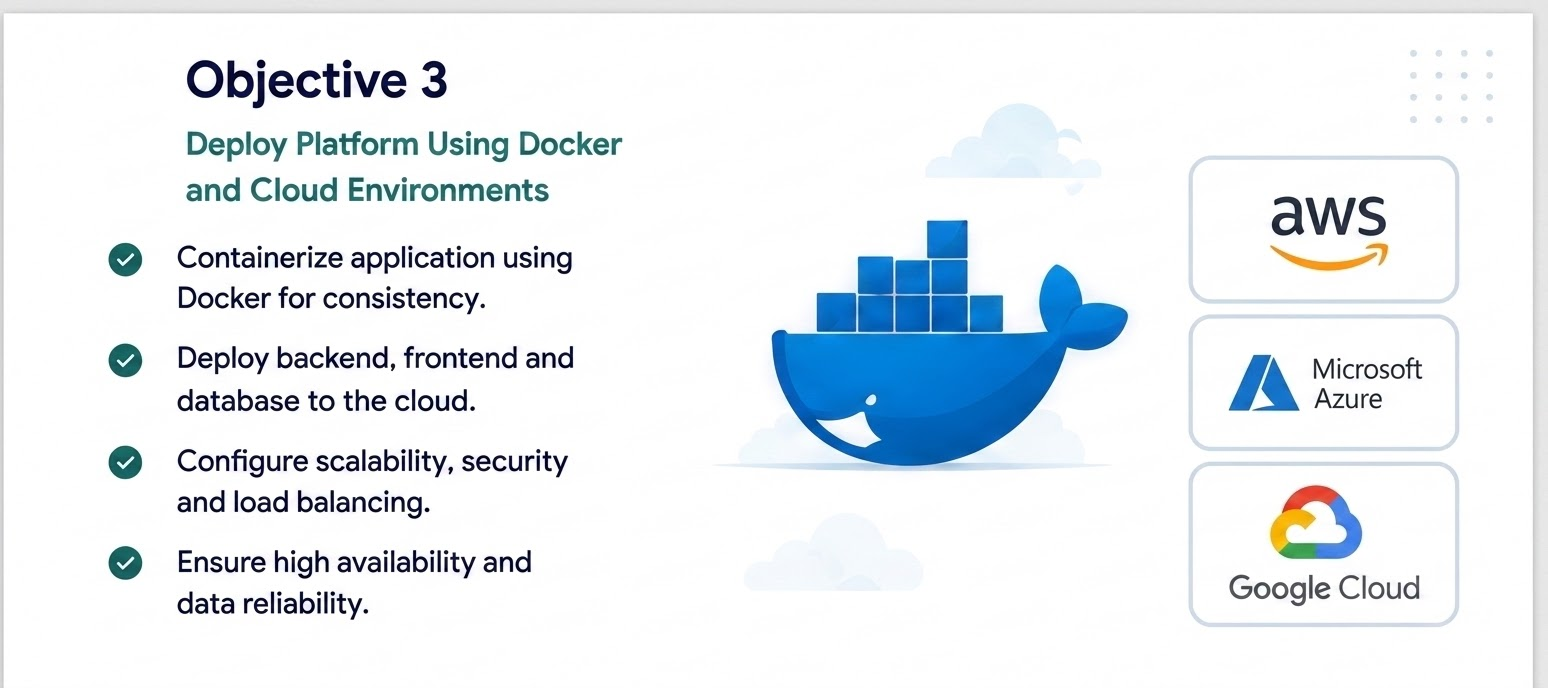 Objective 3
Deploy Platform Using Docker
and Cloud Environments
Containerize application using
Docker for consistency.
Deploy backend, frontend and
database to the cloud.
Configure scalability, security
and load balancing.
Ensure high availability and
data reliability.
aws
Microsoft
Azure
Google Cloud